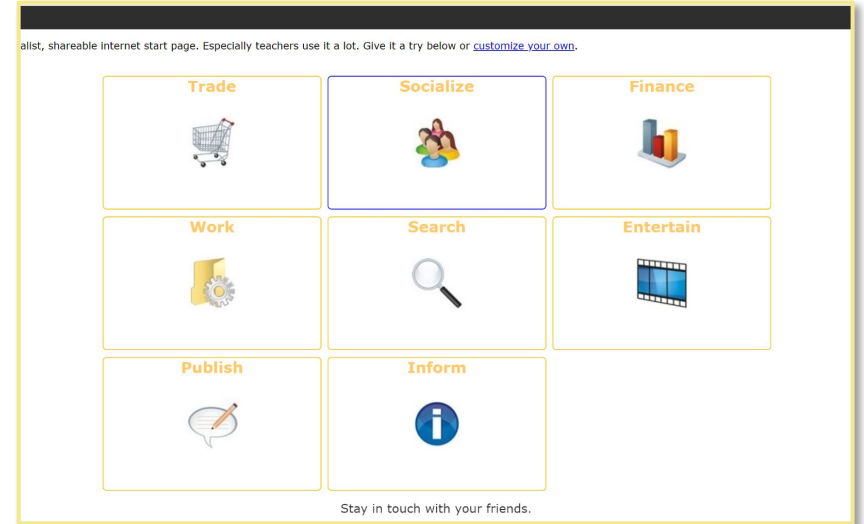 alist, shareable internet start page. Especially teachers use it a lot. Give it a try below or customize your own.
Trade Socialize Finance
Work Search Entertain
Publish Inform
Stay in touch with your friends.